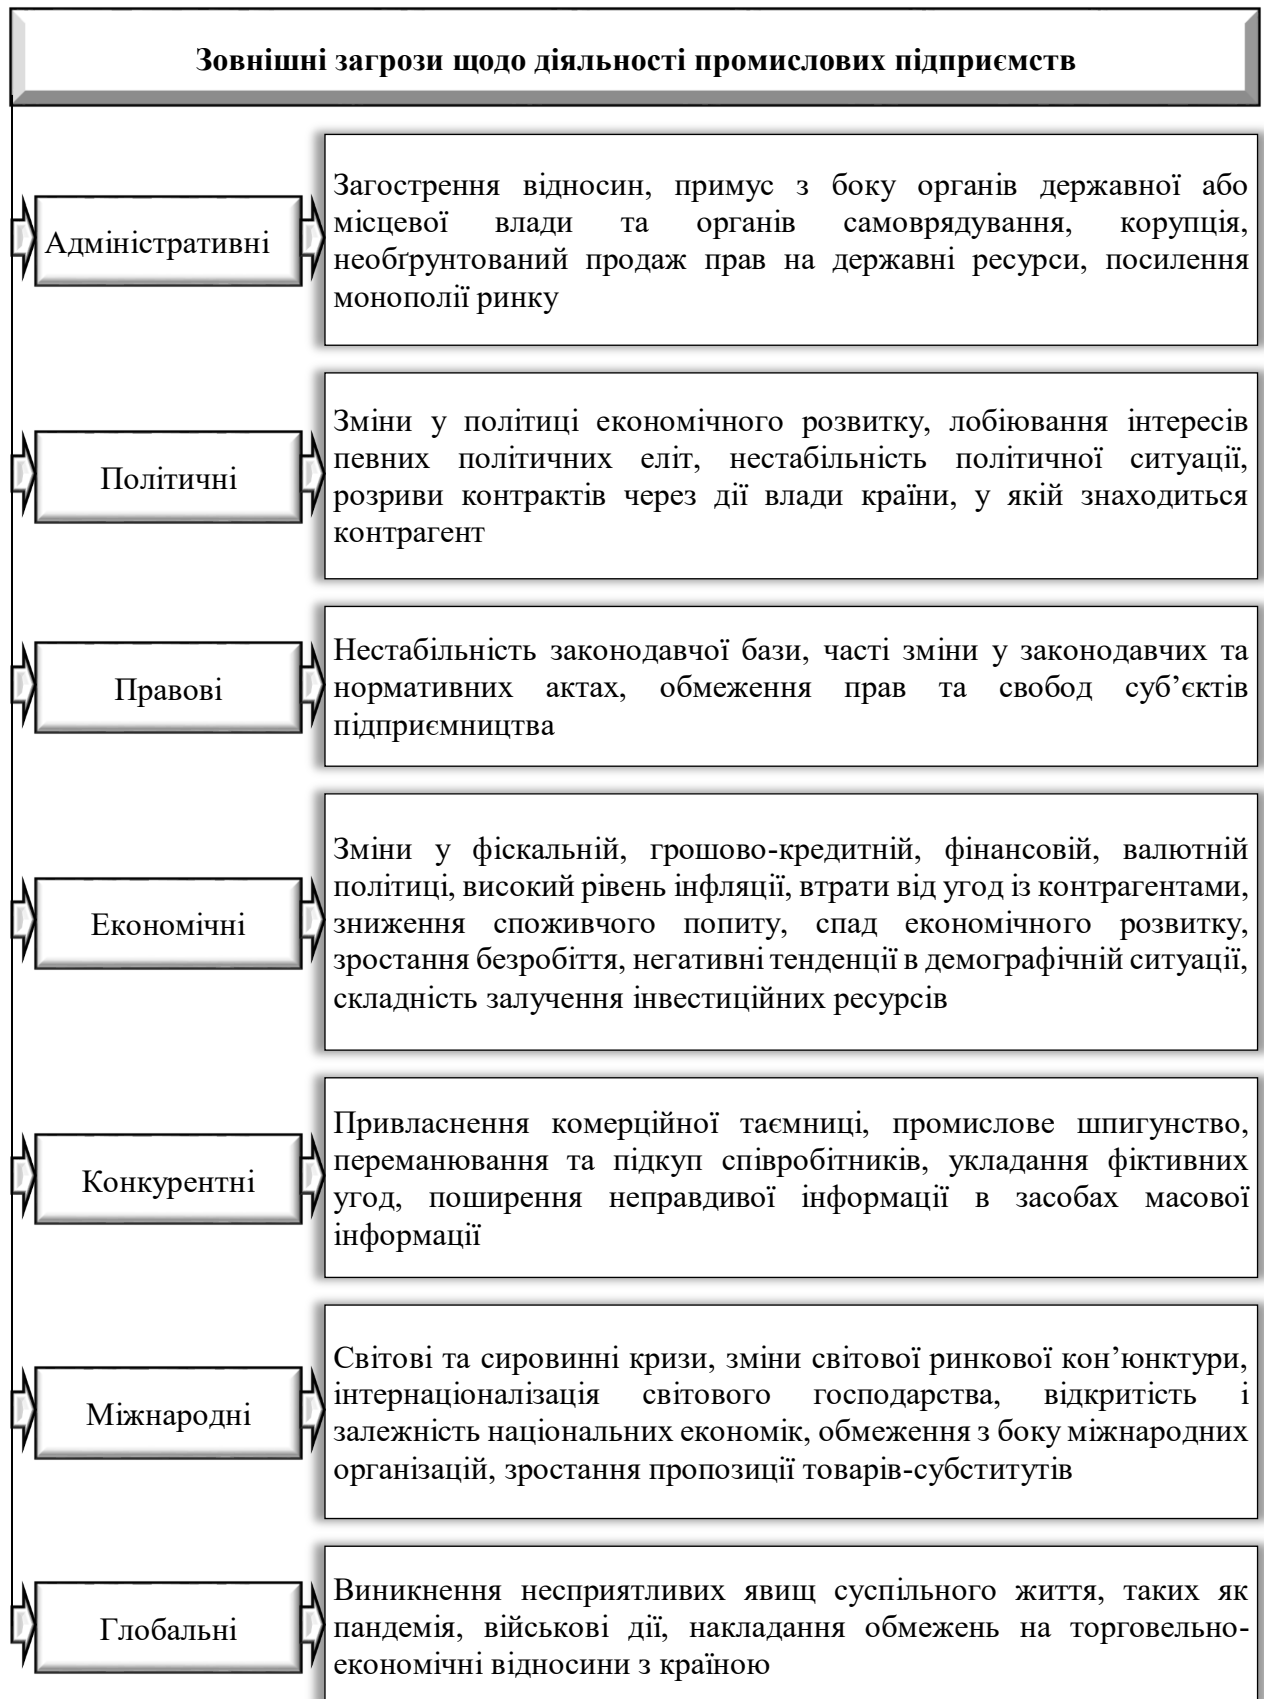 Зовнішні загрози щодо діяльності промислових підприємств
Адміністративні
Загострення відносин, примус з боку органів державної або
місцевої влади та органів самоврядування, корупція,
необґрунтований продаж прав на державні ресурси, посилення
монополії ринку
Політичні
Зміни у політиці економічного розвитку, лобіювання інтересів
певних політичних еліт, нестабільність політичної ситуації,
розриви контрактів через дії влади країни, у якій знаходиться
контрагент
Правові
Нестабільність законодавчої бази, часті зміни у законодавчих та
нормативних актах, обмеження прав та свобод суб’єктів
підприємництва
Економічні
Зміни у фіскальній, грошово-кредитній, фінансовій, валютній
політиці, високий рівень інфляції, втрати від угод із контрагентами,
зниження споживчого попиту, спад економічного розвитку,
зростання безробіття, негативні тенденції в демографічній ситуації,
складність залучення інвестиційних ресурсів
Конкурентні
Привласнення комерційної таємниці, промислове шпигунство,
переманювання та підкуп співробітників, укладання фіктивних
угод, поширення неправдивої інформації в засобах масової
інформації
Міжнародні
Світові та сировинні кризи, зміни світової ринкової кон’юнктури,
інтернаціоналізація світового господарства, відкритість і
залежність національних економік, обмеження з боку міжнародних
організацій, зростання пропозиції товарів-субститутів
Глобальні
Виникнення несприятливих явищ суспільного життя, таких як
пандемія, військові дії, накладання обмежень на торговельно-
економічні відносини з країною